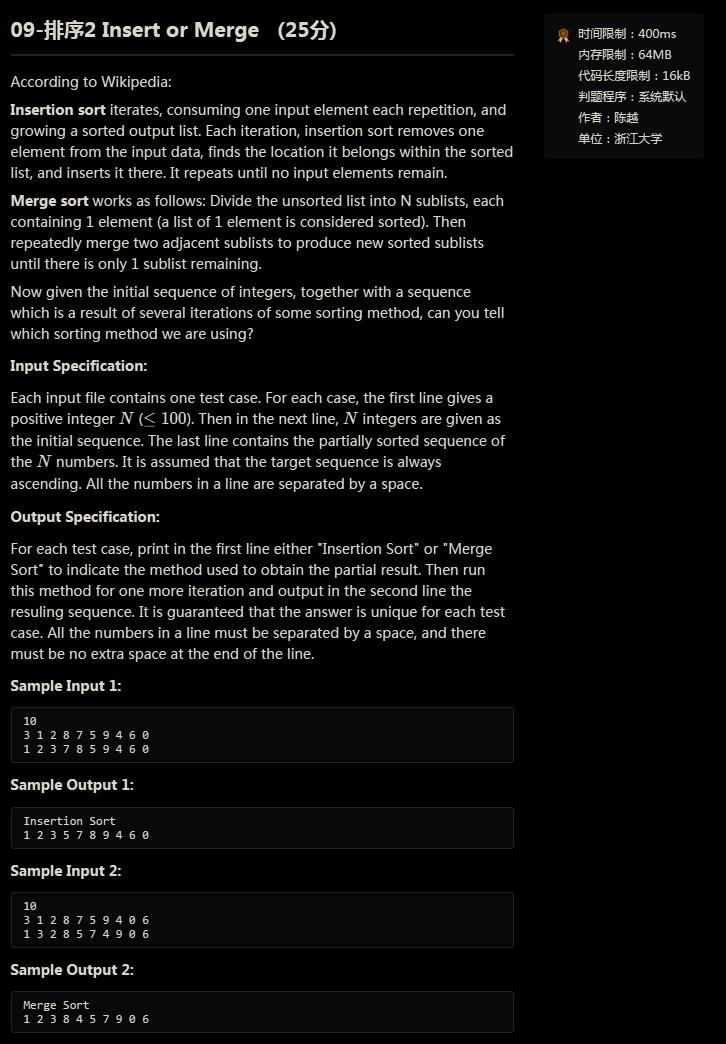 09-排序2 Insert or Merge (25分)
According to Wikipedia:
Insertion sort iterates, consuming one input element each repetition, and
growing a sorted output list. Each iteration, insertion sort removes one
element from the input data, finds the location it belongs within the sorted
list, and inserts it there. It repeats until no input elements remain.
Merge sort works as follows: Divide the unsorted list into N sublists, each
containing 1 element (a list of 1 element is considered sorted). Then
repeatedly merge two adjacent sublists to produce new sorted sublists
until there is only 1 sublist remaining.
Now given the initial sequence of integers, together with a sequence
which is a result of several iterations of some sorting method, can you tell
which sorting method we are using?
Input Specification:
Each input file contains one test case. For each case, the first line gives a
positive integer N (≤ 100). Then in the next line, N integers are given as
the initial sequence. The last line contains the partially sorted sequence of
the N numbers. It is assumed that the target sequence is always
ascending. All the numbers in a line are separated by a space.
Output Specification:
For each test case, print in the first line either "Insertion Sort" or "Merge
Sort" to indicate the method used to obtain the partial result. Then run
this method for one more iteration and output in the second line the
resuling sequence. It is guaranteed that the answer is unique for each test
case. All the numbers in a line must be separated by a space, and there
must be no extra space at the end of the line.
Sample Input 1:
10
3 1 2 8 7 5 9 4 6 0
1 2 3 7 8 5 9 4 6 0
Sample Output 1:
Insertion Sort
1 2 3 5 7 8 9 4 6 0
Sample Input 2:
10
3 1 2 8 7 5 9 4 0 6
1 3 2 8 5 7 4 9 0 6
Sample Output 2:
Merge Sort
1 2 3 8 4 5 7 9 0 6
时间限制：400ms
内存限制：64MB
代码长度限制：16kB
判题程序：系统默认
作者：陈越
单位：浙江大学